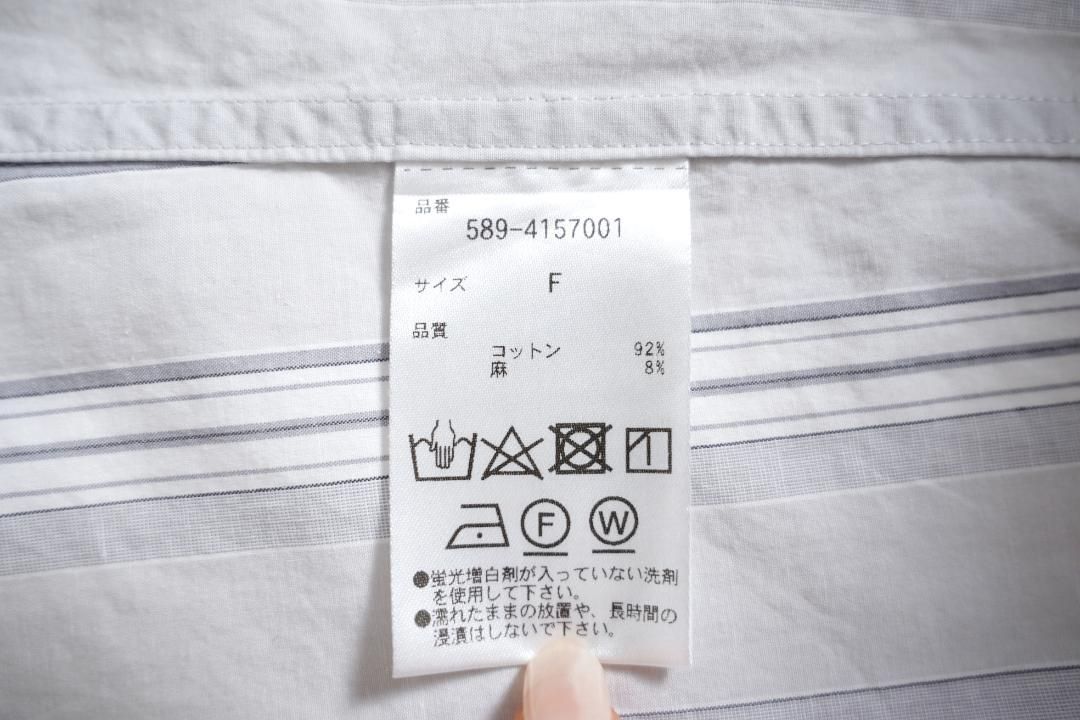 品番
589-4157001
サイズ F
品質
コットン 92%
麻 8%
F W
●蛍光増白剤が入っていない洗剤
を使用して下さい。
●濡れたままの放置や、長時間の
浸漬はしないで下さい。